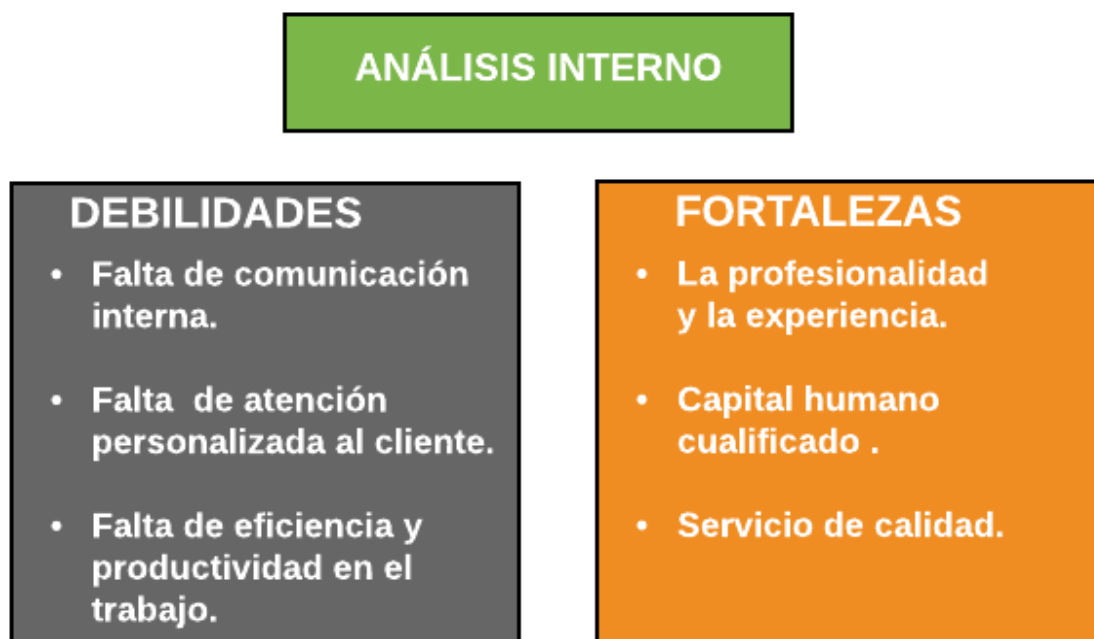 ANÁLISIS INTERNO
DEBILIDADES
• Falta de comunicación
interna.
• Falta de atención
personalizada al cliente.
• Falta de eficiencia y
productividad en el
trabajo.
FORTALEZAS
• La profesionalidad
y la experiencia.
• Capital humano
cualificado .
• Servicio de calidad.